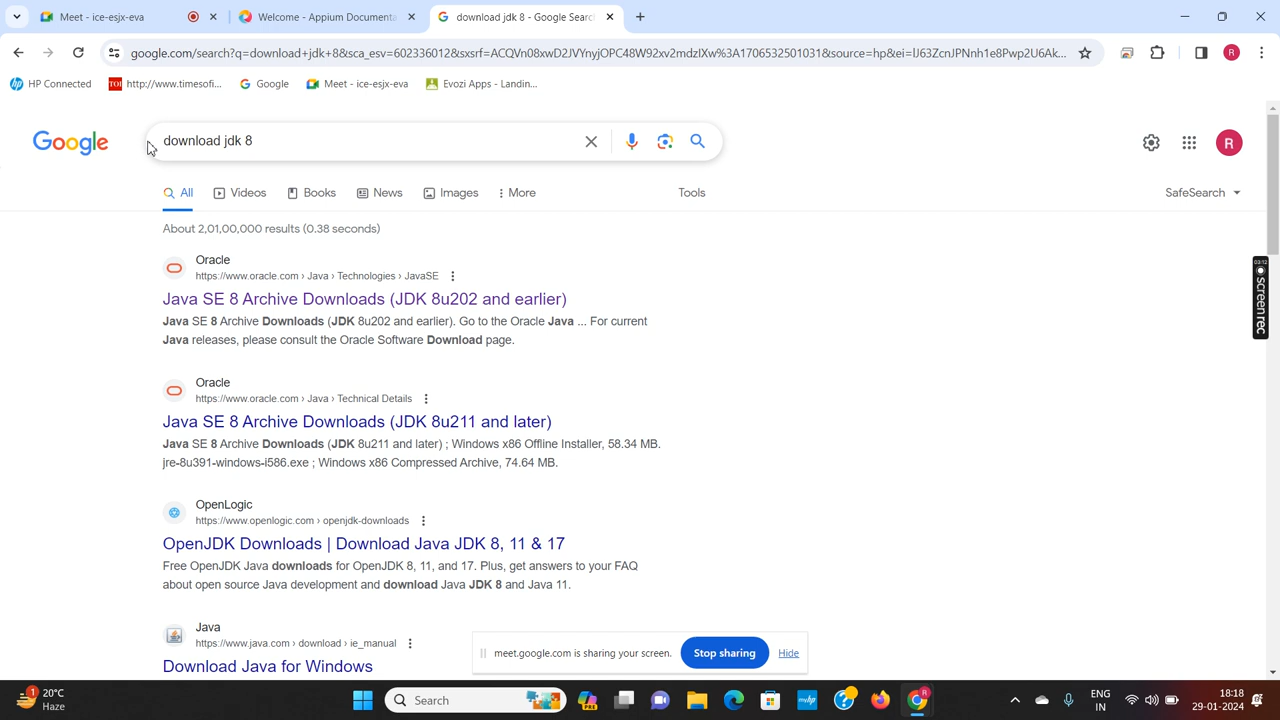 Meet - ice-esjx-eva
Welcome - Appium Documenta
download jdk 8 - Google Searc
google.com/search?q=download+jdk+8&sca_esv=602336012&sxsrf=ACQVn08xwD2JVYnyjOPC48W92xv2mdzIXw%3A1706532501031&source=hp&ei=lJ63ZcnJPNnh1e8Pwp2U6Ak...
R
HP Connected
TOI
http://www.timesofi...
Google
Meet - ice-esjx-eva
Evozi Apps - Landin...
Google
download jdk 8
R
All
Videos
Books
News
Images
More
Tools
SafeSearch
About 2,01,00,000 results (0.38 seconds)
Oracle
https://www.oracle.com › Java › Technologies › JavaSE
Java SE 8 Archive Downloads (JDK 8u202 and earlier)
Java SE 8 Archive Downloads (JDK 8u202 and earlier). Go to the Oracle Java ... For current
Java releases, please consult the Oracle Software Download page.
03:12
screenrec
Oracle
https://www.oracle.com › Java › Technical Details
Java SE 8 Archive Downloads (JDK 8u211 and later)
Java SE 8 Archive Downloads (JDK 8u211 and later) ; Windows x86 Offline Installer, 58.34 MB.
jre-8u391-windows-i586.exe ; Windows x86 Compressed Archive, 74.64 MB.
OpenLogic
https://www.openlogic.com › openjdk-downloads
OpenJDK Downloads | Download Java JDK 8, 11 & 17
Free OpenJDK Java downloads for OpenJDK 8, 11, and 17. Plus, get answers to your FAQ
about open source Java development and download Java JDK 8 and Java 11.
Java
https://www.java.com › download › ie_manual
Download Java for Windows
meet.google.com is sharing your screen.
Stop sharing
Hide
1
20°C
Haze
Search
PRE
myhp
R
ENG
IN
18:18
29-01-2024